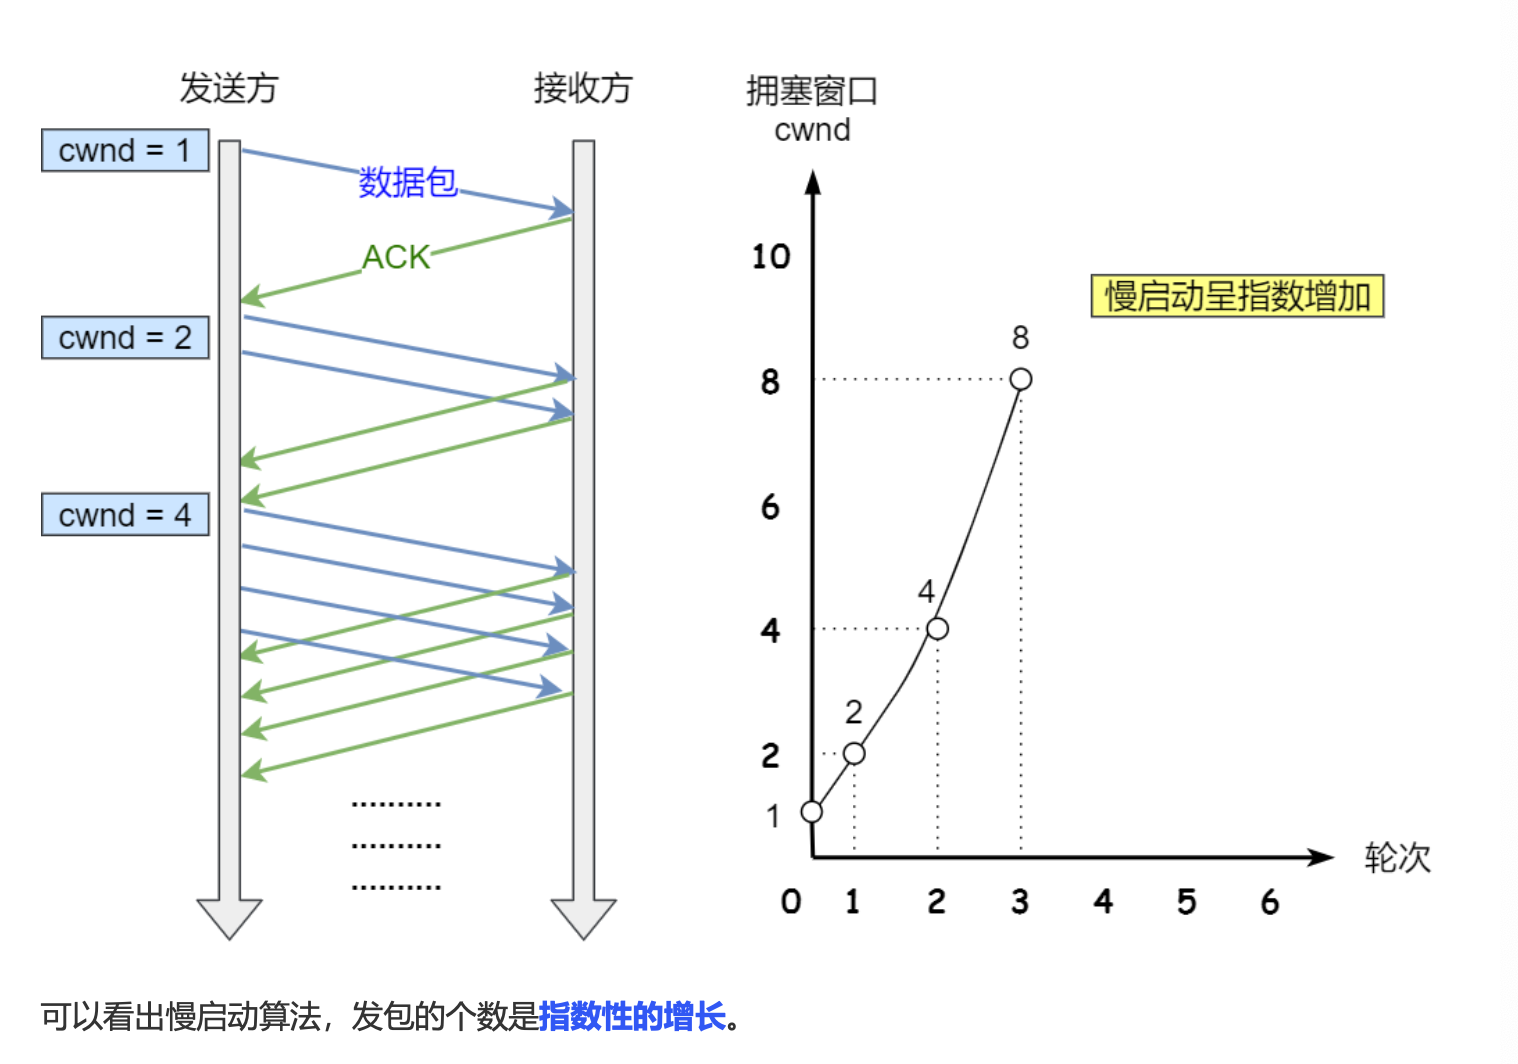 发送方
接收方
cwnd = 1
数据包
ACK
cwnd = 2
cwnd = 4
..........
..........
..........
拥塞窗口
cwnd
10
8
6
4
2
1
慢启动呈指数增加
8
4
2
轮次
0 1 2 3 4 5 6
可以看出慢启动算法，发包的个数是指数性的增长。